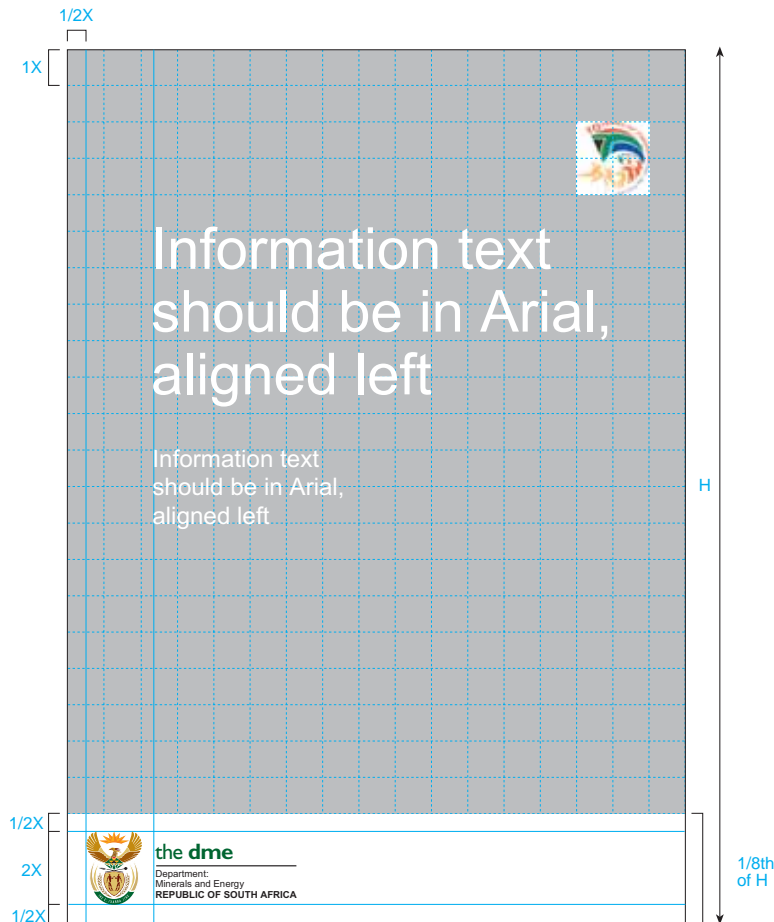 1/2X
1X
Information text
should be in Arial,
aligned left
Information text
should be in Arial,
aligned left
H
1/2X
2X
1/2X
the dme
Department:
Minerals and Energy
REPUBLIC OF SOUTH AFRICA
1/8th
of H